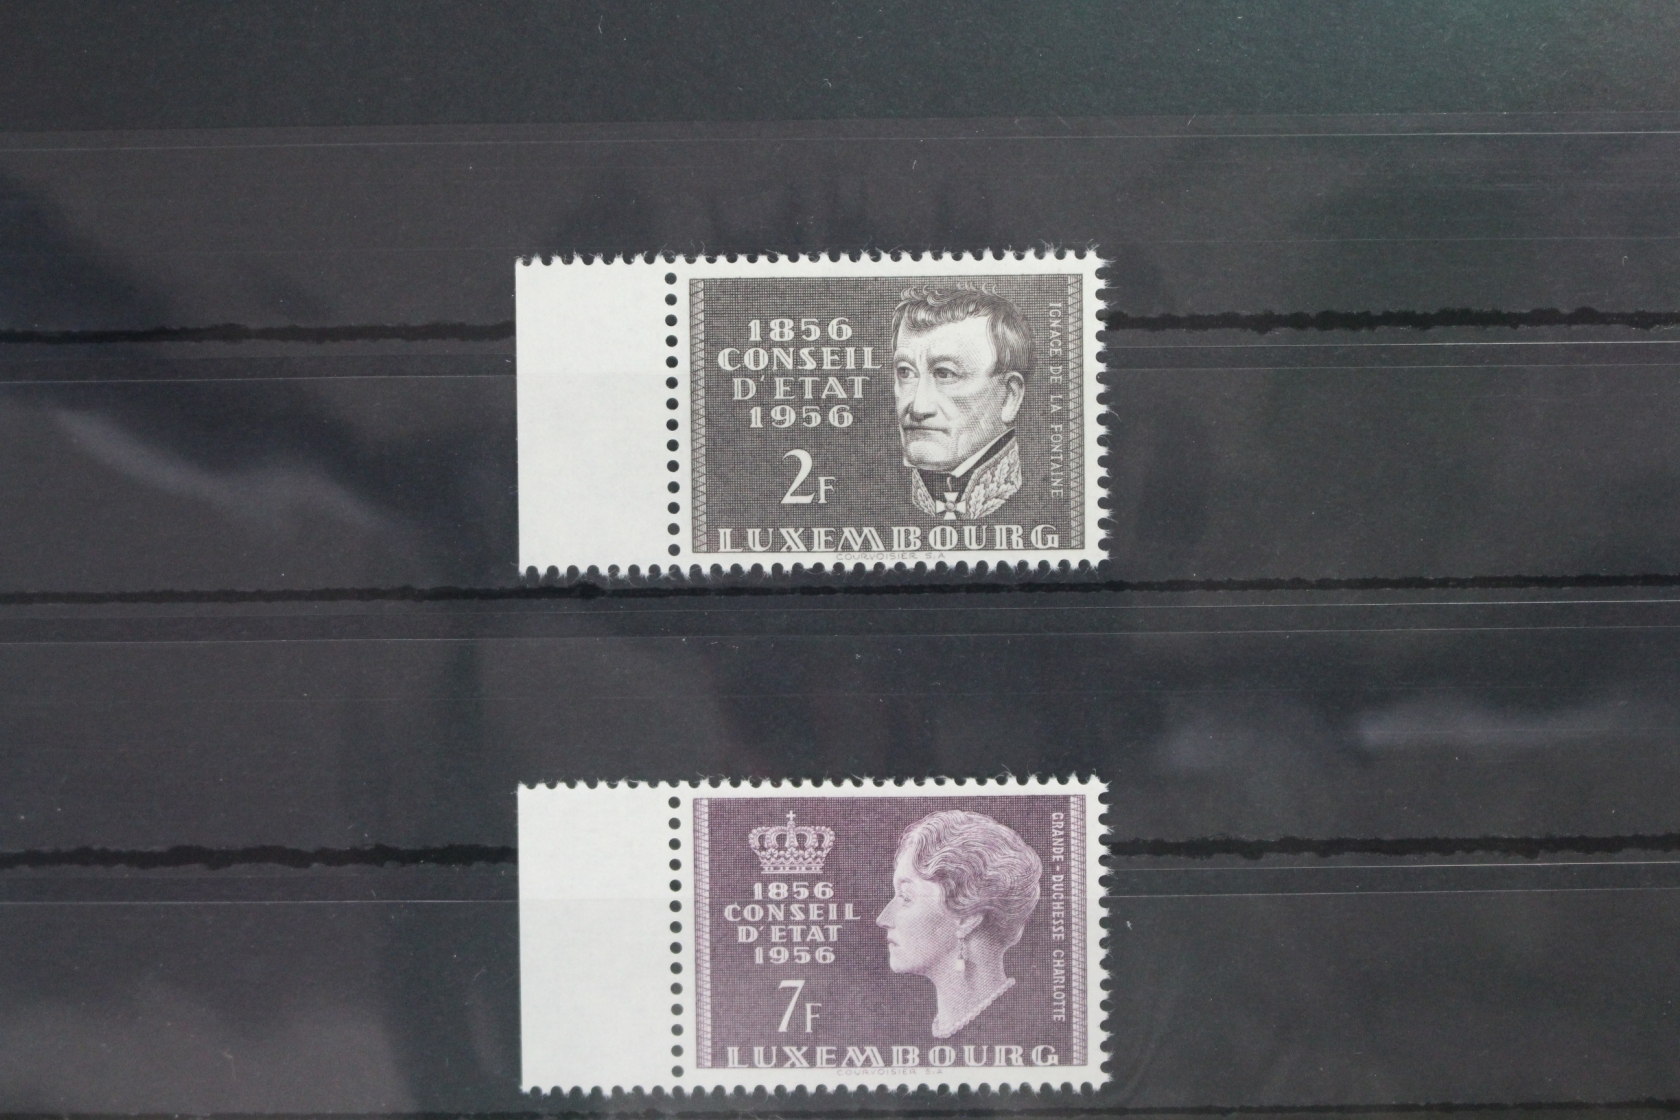 1856
CONSEIL
D'ETAT
1956
2F
IGNACE DE LA FONTAINE
LUXEMBOURG
COURVOISIER S.A
1856
CONSEIL
D'ETAT
1956
7F
GRANDE-DUCHESSE CHARLOTTE
LUXEMBOURG
COURVOISIER S.A